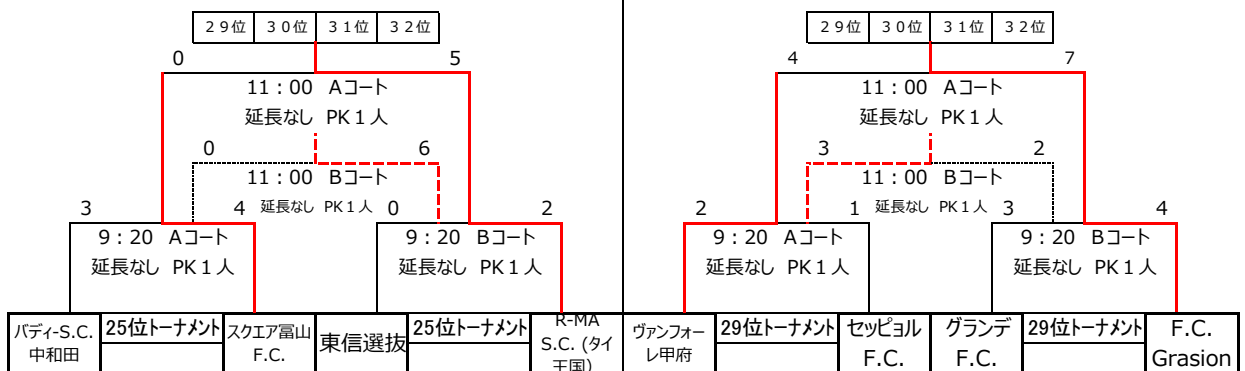 29位 30位 31位 32位
0 5
11：00 Aコート
延長なし PK１人
0 6
11：00 Bコート
延長なし PK１人
3 4 0 2
9：20 Aコート 9：20 Bコート
延長なし PK１人 延長なし PK１人
バディ-S.C.
中和田
25位トーナメント
スクエア冨山
F.C.
東信選抜
25位トーナメント
R-MA
S.C. (タイ
王国)
29位 30位 31位 32位
4 7
11：00 Aコート
延長なし PK１人
3 2
11：00 Bコート
延長なし PK１人
2 1 3 4
9：20 Aコート 9：20 Bコート
延長なし PK１人 延長なし PK１人
ヴァンフォー
レ甲府
29位トーナメント
セッピョル
F.C.
グランデ
F.C.
29位トーナメント
F.C.
Grasion